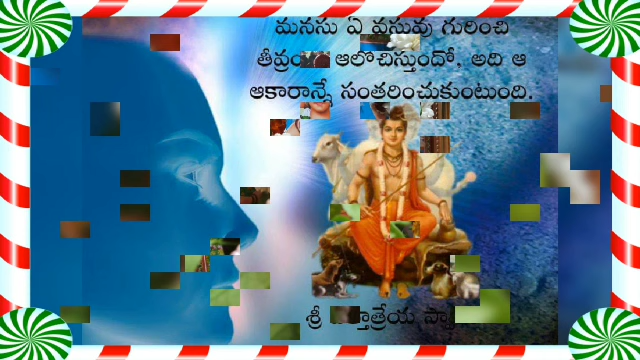 మనసు ఏ వసువు గురించి
ఆలొచిస్తుందో, అది ఆ
ఆకారాన్నే సంతరించుకుంటుంది.
శ్రీ